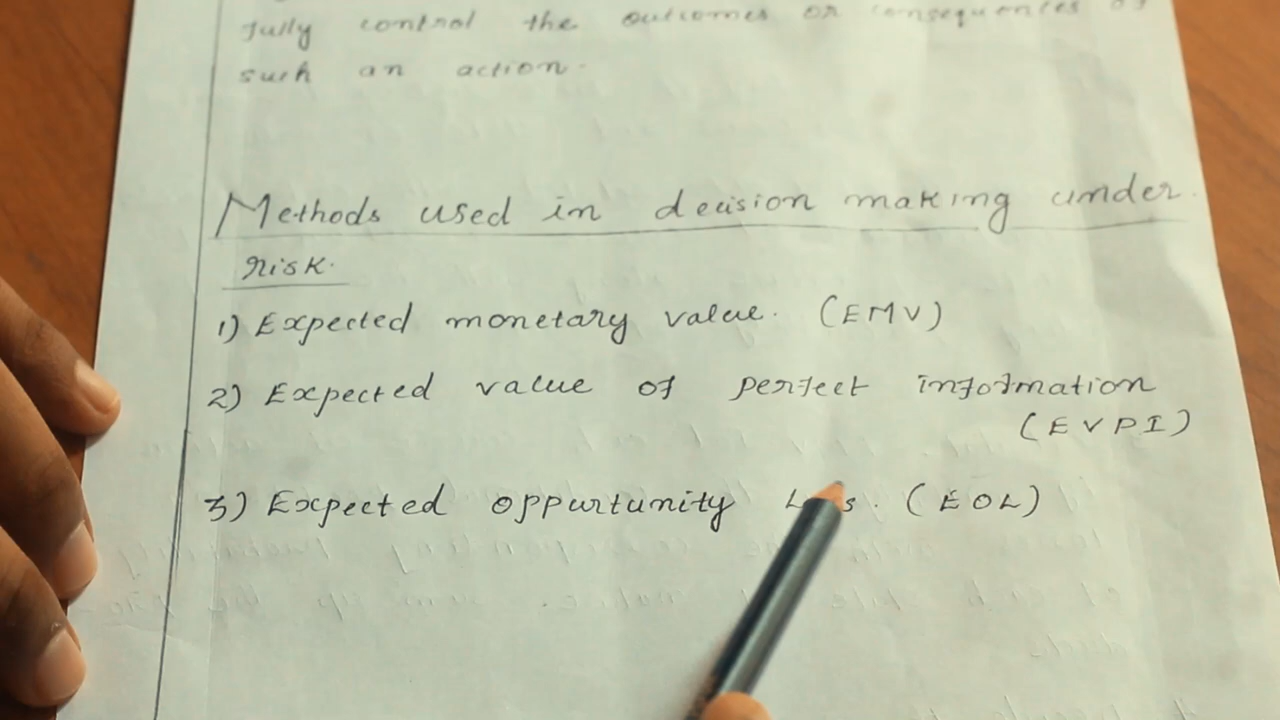 fully control the outcomes or consequences of
such an action.
Methods used in decision making under
risk.
1) Expected monetary value. (EMV)
2) Expected value of perfect information
(EVPI)
3) Expected oppurtunity (EOL)